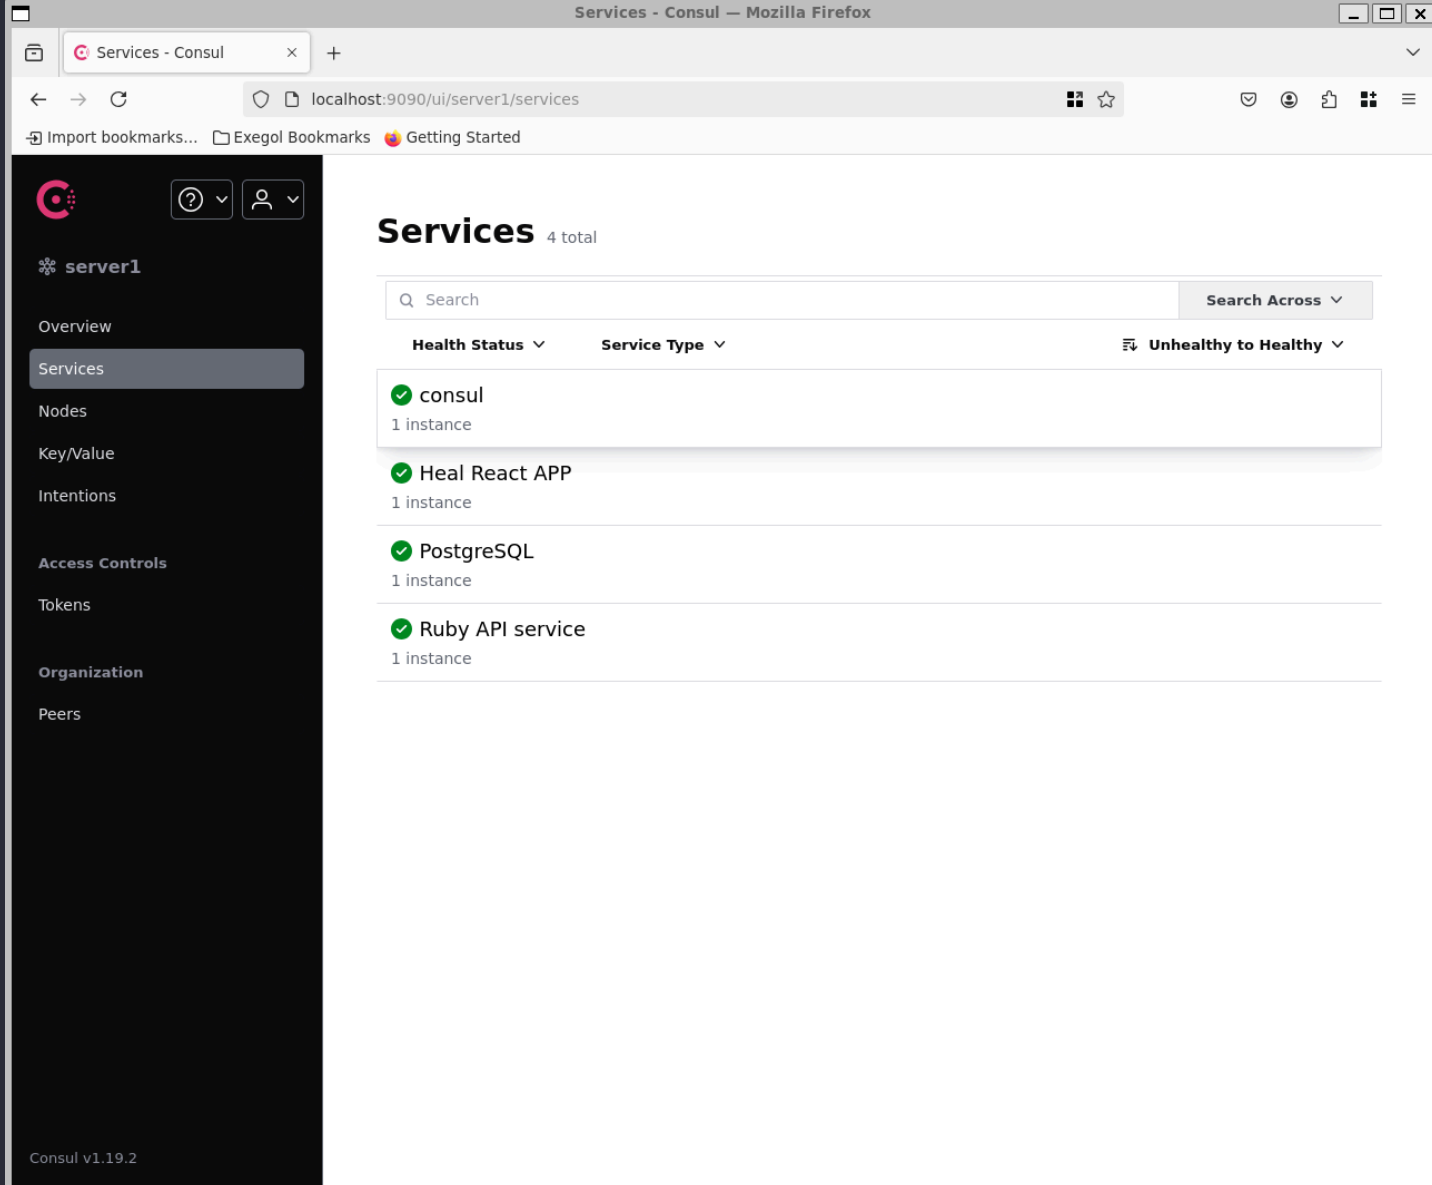 Services - Consul — Mozilla Firefox
Services - Consul
localhost:9090/ui/server1/services
Import bookmarks... Exegol Bookmarks Getting Started
server1
Overview
Services
Nodes
Key/Value
Intentions
Access Controls
Tokens
Organization
Peers
Consul v1.19.2
Services 4 total
Search Search Across
Health Status Service Type Unhealthy to Healthy
consul
1 instance
Heal React APP
1 instance
PostgreSQL
1 instance
Ruby API service
1 instance